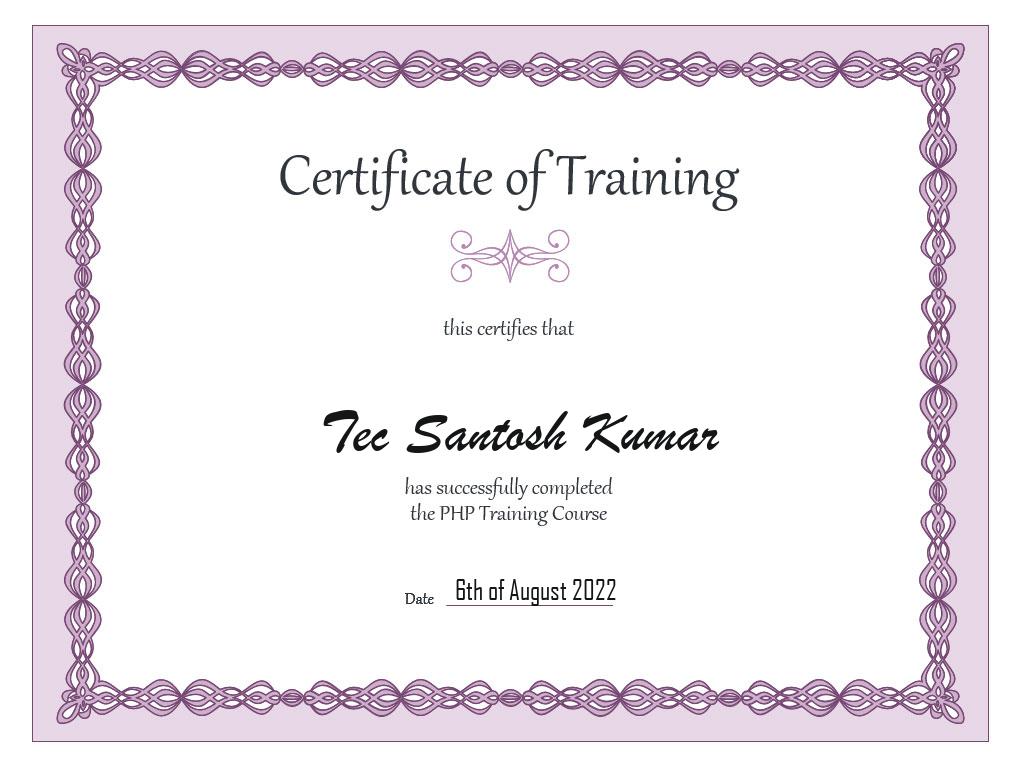 Certificate of Training
this certifies that
Tec Santosh Kumar
has successfully completed
the PHP Training Course
Date 6th of August 2022